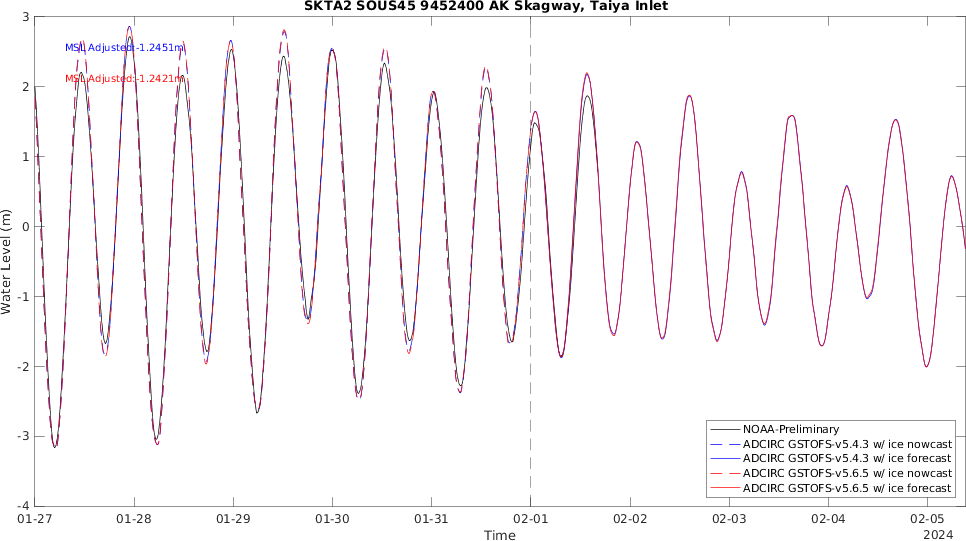 SKTA2 SOUS45 9452400 AK Skagway, Taiya Inlet
3
MSL Adjusted:-1.2451m
MSL Adjusted:-1.2421m
2
1
0
-1
-2
-3
-4
Water Level (m)
NOAA-Preliminary
ADCIRC GSTOFS-v5.4.3 w/ ice nowcast
ADCIRC GSTOFS-v5.4.3 w/ ice forecast
ADCIRC GSTOFS-v5.6.5 w/ ice nowcast
ADCIRC GSTOFS-v5.6.5 w/ ice forecast
01-27 01-28 01-29 01-30 01-31 02-01 02-02 02-03 02-04 02-05
Time
2024